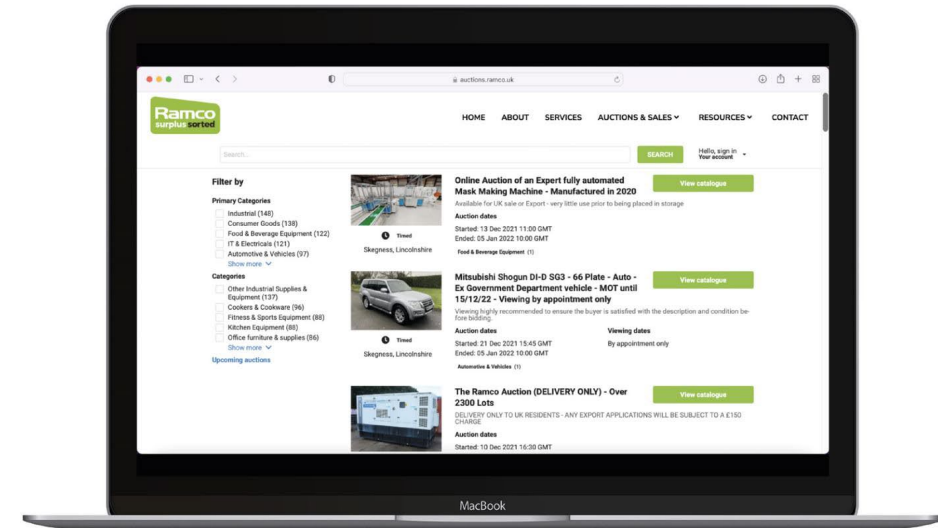 auctions.ramco.uk
Ramco
surplus sorted
HOME ABOUT SERVICES AUCTIONS & SALES RESOURCES CONTACT
Search...
SEARCH
Hello, sign in
Your account
Filter by
Primary Categories
Industrial (148)
Consumer Goods (138)
Food & Beverage Equipment (122)
IT & Electricals (121)
Automotive & Vehicles (97)
Show more
Categories
Other Industrial Supplies &
Equipment (137)
Cookers & Cookware (96)
Fitness & Sports Equipment (88)
Kitchen Equipment (88)
Office furniture & supplies (86)
Show more
Upcoming auctions
Timed
Skegness, Lincolnshire
Online Auction of an Expert fully automated
Mask Making Machine - Manufactured in 2020
View catalogue
Available for UK sale or Export - very little use prior to being placed in storage
Auction dates
Started: 13 Dec 2021 11:00 GMT
Ended: 05 Jan 2022 10:00 GMT
Food & Beverage Equipment (1)
Timed
Skegness, Lincolnshire
Mitsubishi Shogun DI-D SG3 - 66 Plate - Auto -
Ex Government Department vehicle - MOT until
15/12/22 - Viewing by appointment only
View catalogue
Viewing highly recommended to ensure the buyer is satisfied with the description and condition be-
fore bidding.
Auction dates
Started: 21 Dec 2021 15:45 GMT
Ended: 05 Jan 2022 10:00 GMT
Viewing dates
By appointment only
Automotive & Vehicles (1)
The Ramco Auction (DELIVERY ONLY) - Over
2300 Lots
View catalogue
DELIVERY ONLY TO UK RESIDENTS - ANY EXPORT APPLICATIONS WILL BE SUBJECT TO A £150
CHARGE
Auction dates
Started: 10 Dec 2021 16:30 GMT
MacBook